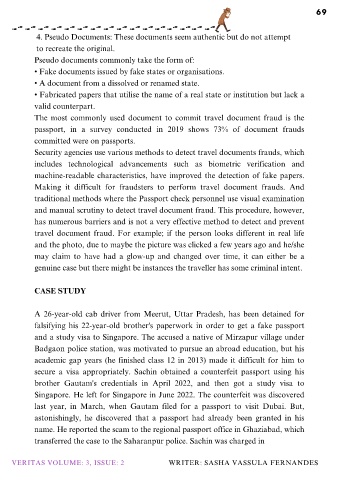 69
4. Pseudo Documents: These documents seem authentic but do not attempt
to recreate the original.
Pseudo documents commonly take the form of:
• Fake documents issued by fake states or organisations.
• A document from a dissolved or renamed state.
• Fabricated papers that utilise the name of a real state or institution but lack a
valid counterpart.
The most commonly used document to commit travel document fraud is the
passport, in a survey conducted in 2019 shows 73% of document frauds
committed were on passports.
Security agencies use various methods to detect travel documents frauds, which
includes technological advancements such as biometric verification and
machine-readable characteristics, have improved the detection of fake papers.
Making it difficult for fraudsters to perform travel document frauds. And
traditional methods where the Passport check personnel use visual examination
and manual scrutiny to detect travel document fraud. This procedure, however,
has numerous barriers and is not a very effective method to detect and prevent
travel document fraud. For example; if the person looks different in real life
and the photo, due to maybe the picture was clicked a few years ago and he/she
may claim to have had a glow-up and changed over time, it can either be a
genuine case but there might be instances the traveller has some criminal intent.
CASE STUDY
A 26-year-old cab driver from Meerut, Uttar Pradesh, has been detained for
falsifying his 22-year-old brother's paperwork in order to get a fake passport
and a study visa to Singapore. The accused a native of Mirzapur village under
Badgaon police station, was motivated to pursue an abroad education, but his
academic gap years (he finished class 12 in 2013) made it difficult for him to
secure a visa appropriately. Sachin obtained a counterfeit passport using his
brother Gautam's credentials in April 2022, and then got a study visa to
Singapore. He left for Singapore in June 2022. The counterfeit was discovered
last year, in March, when Gautam filed for a passport to visit Dubai. But,
astonishingly, he discovered that a passport had already been granted in his
name. He reported the scam to the regional passport office in Ghaziabad, which
transferred the case to the Saharanpur police. Sachin was charged in
VERITAS VOLUME: 3, ISSUE: 2 WRITER: SASHA VASSULA FERNANDES